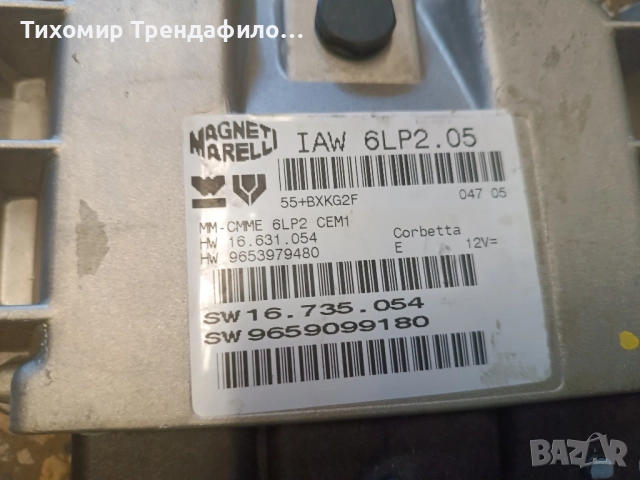 Тихомир Трендафило...
MAGNETI
MARELLI
IAW 6LP2.05
55+BXKG2F
047 05
MM-CMME 6LP2 CEM1
HW 16.631.054
HW 9653979480
Corbetta
E 12V=
SW 16.735.054
SW 9659099180
bazar